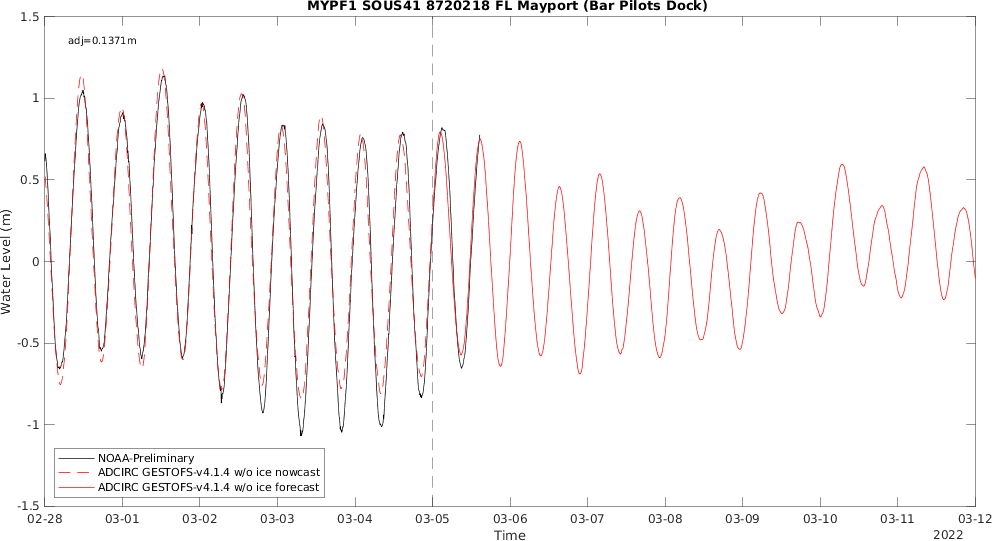 MYPF1 SOUS41 8720218 FL Mayport (Bar Pilots Dock)
adj=0.1371m
1.5
1
0.5
0
-0.5
-1
-1.5
Water Level (m)
NOAA-Preliminary
ADCIRC GESTOFS-v4.1.4 w/o ice nowcast
ADCIRC GESTOFS-v4.1.4 w/o ice forecast
02-28 03-01 03-02 03-03 03-04 03-05 03-06 03-07 03-08 03-09 03-10 03-11 03-12
Time
2022